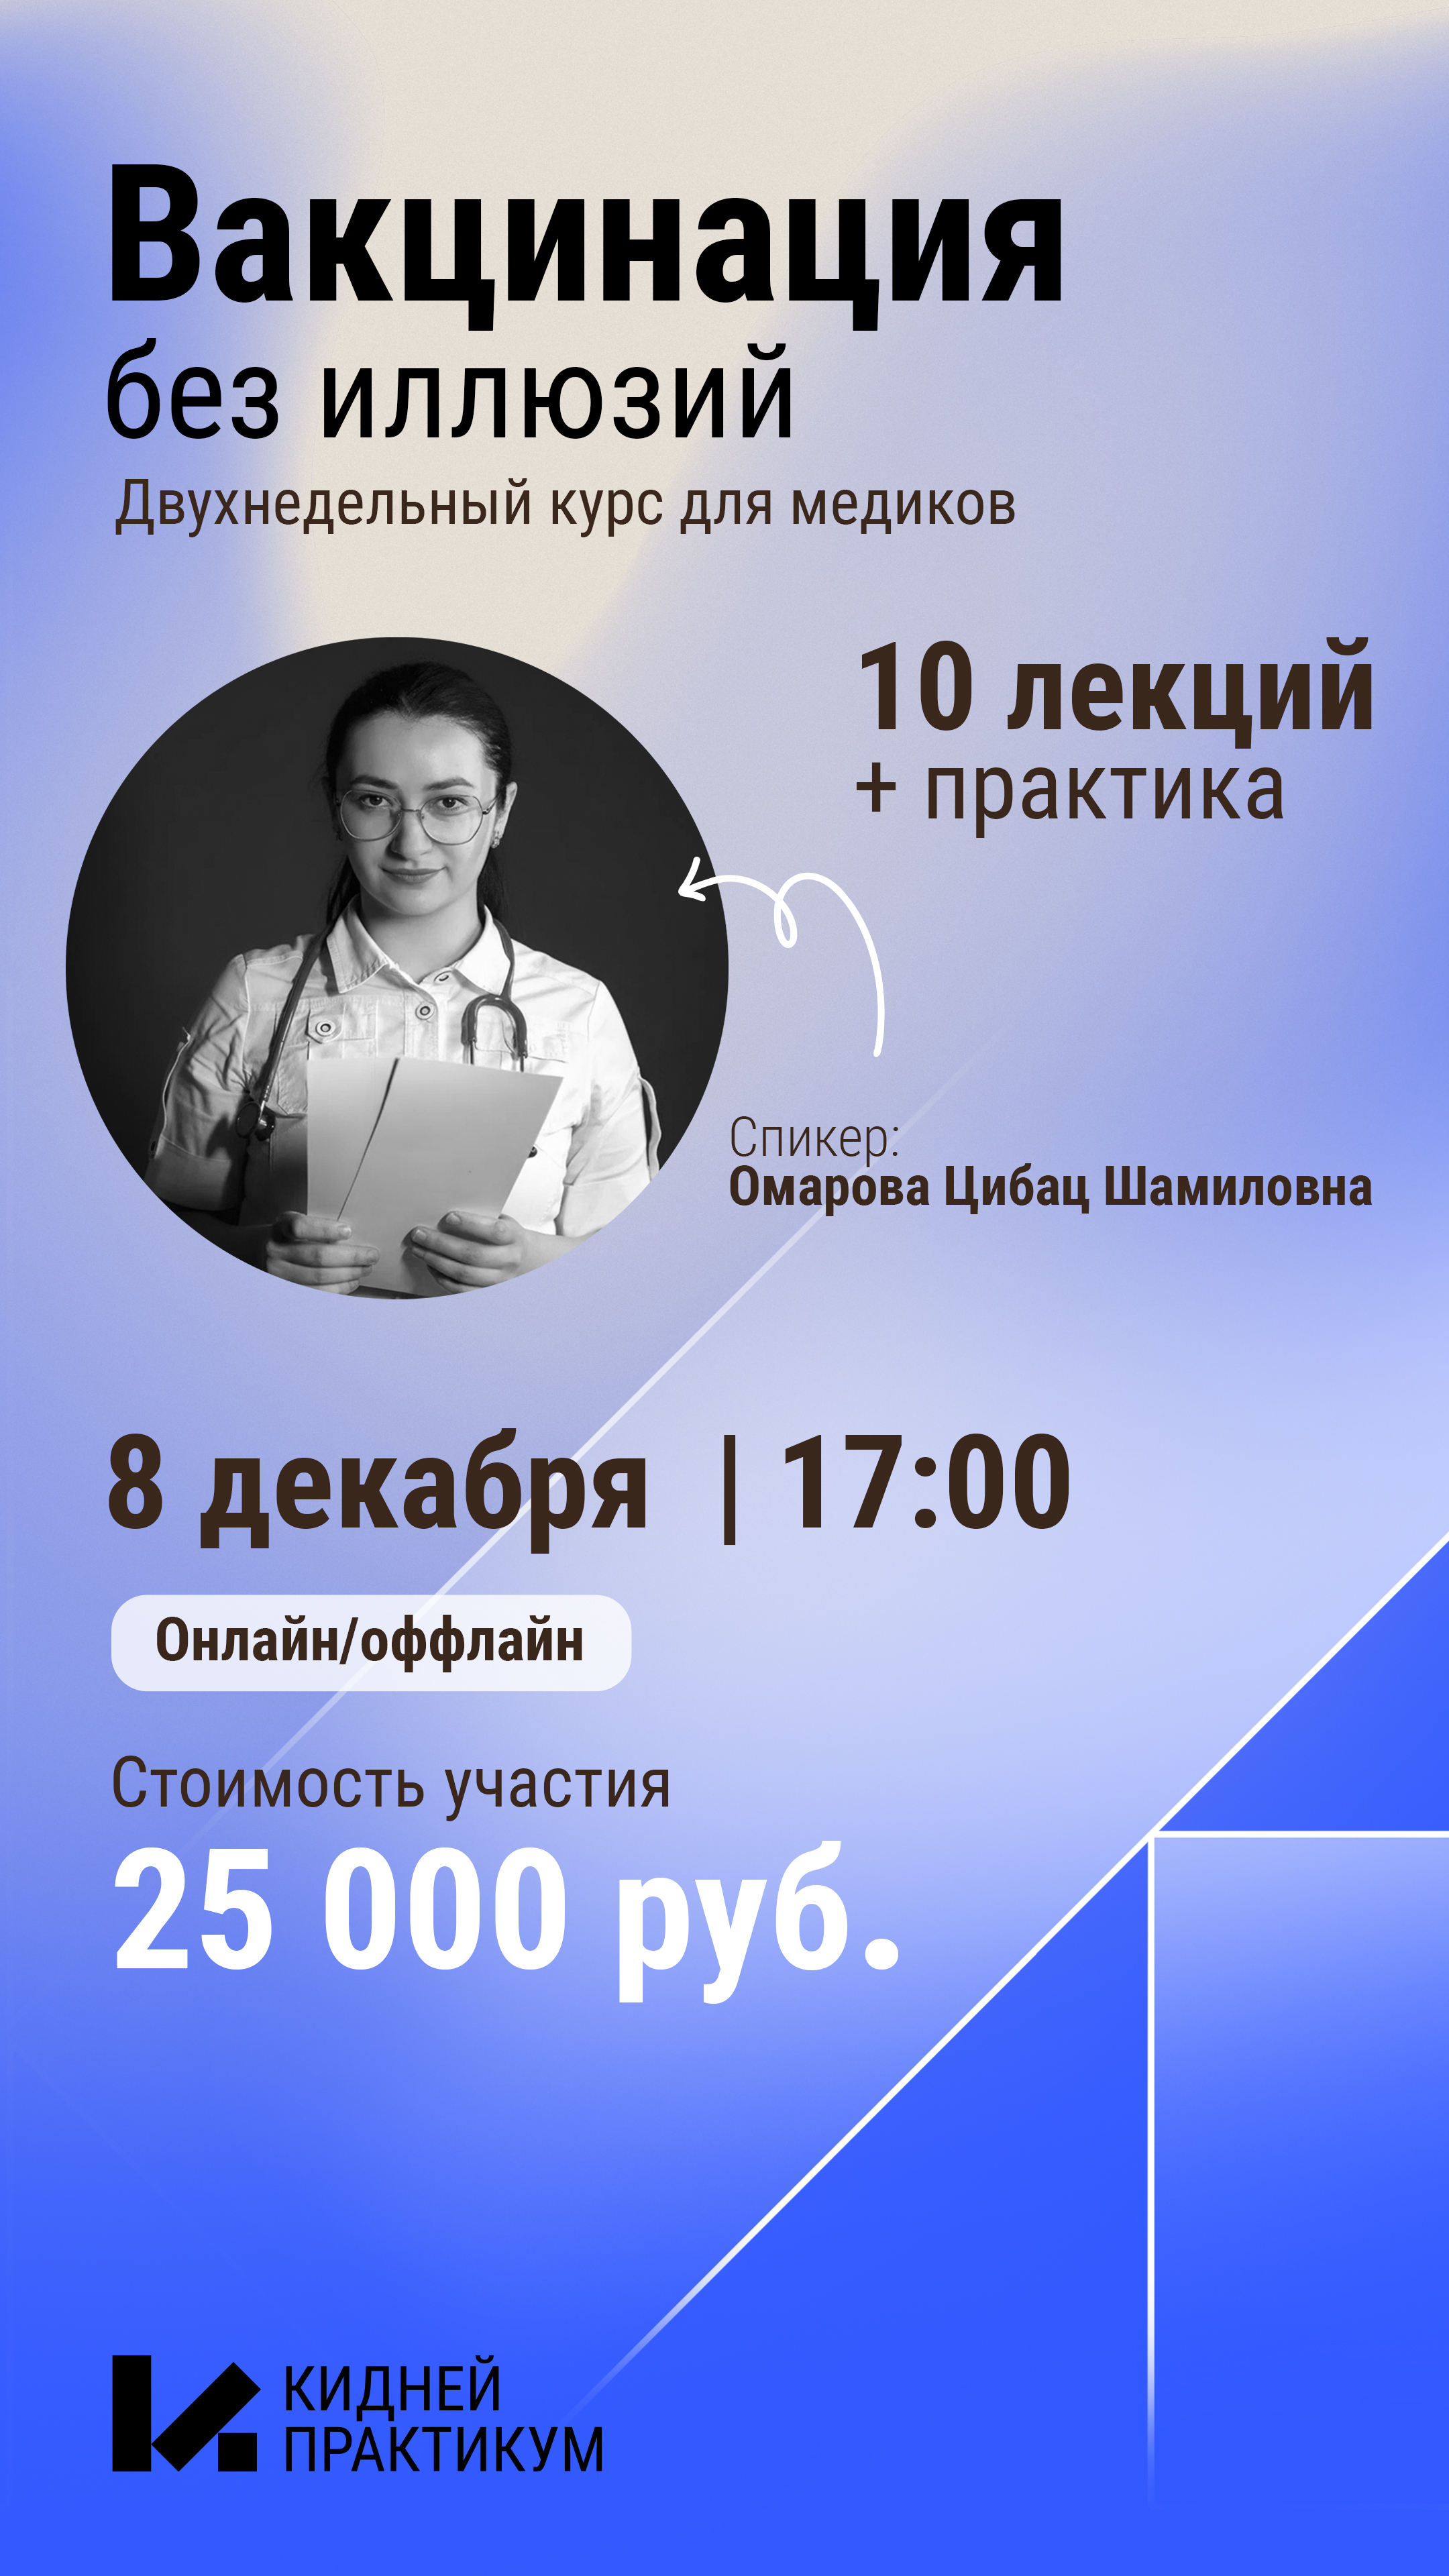 Вакцинация
без иллюзий
Двухнедельный курс для медиков
10 лекций
+ практика
Спикер:
Омарова Цибац Шамиловна
8 декабря | 17:00
Онлайн/оффлайн
Стоимость участия
25 000 руб.
КИДНЕЙ
ПРАКТИКУМ